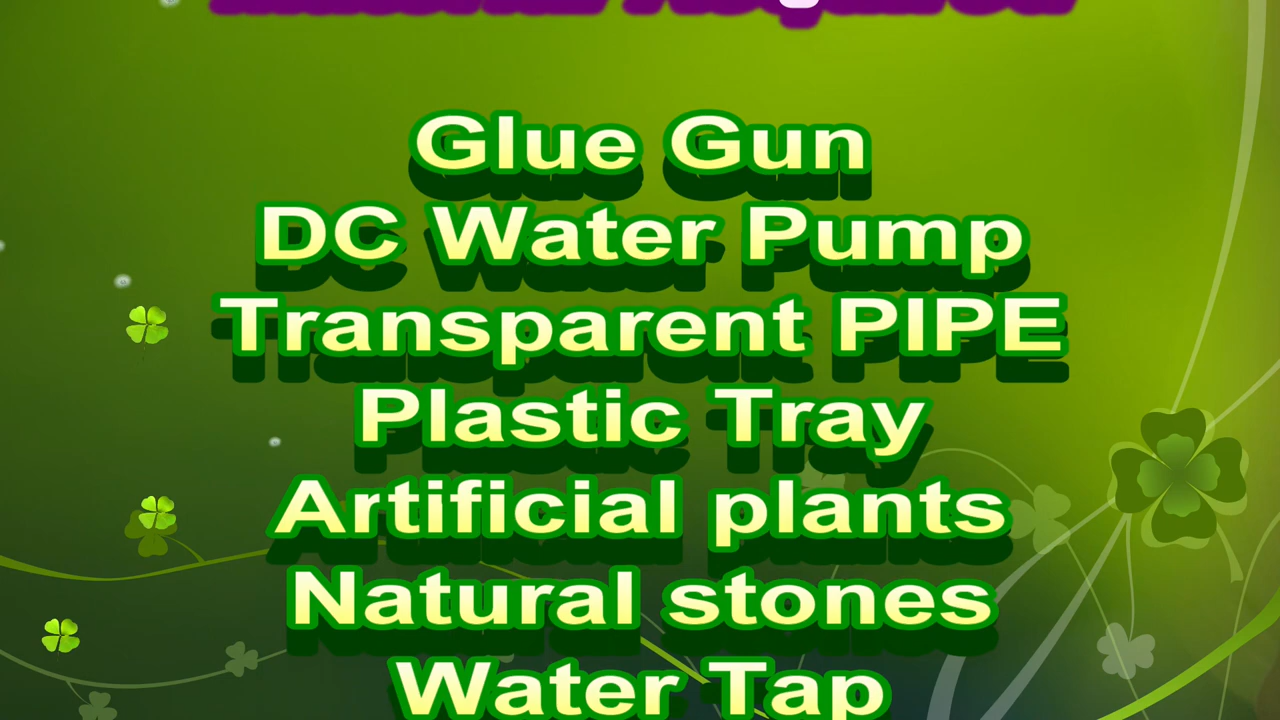 Glue Gun
DC Water Pump
Transparent PIPE
Plastic Tray
Artificial plants
Natural stones
Water Tap